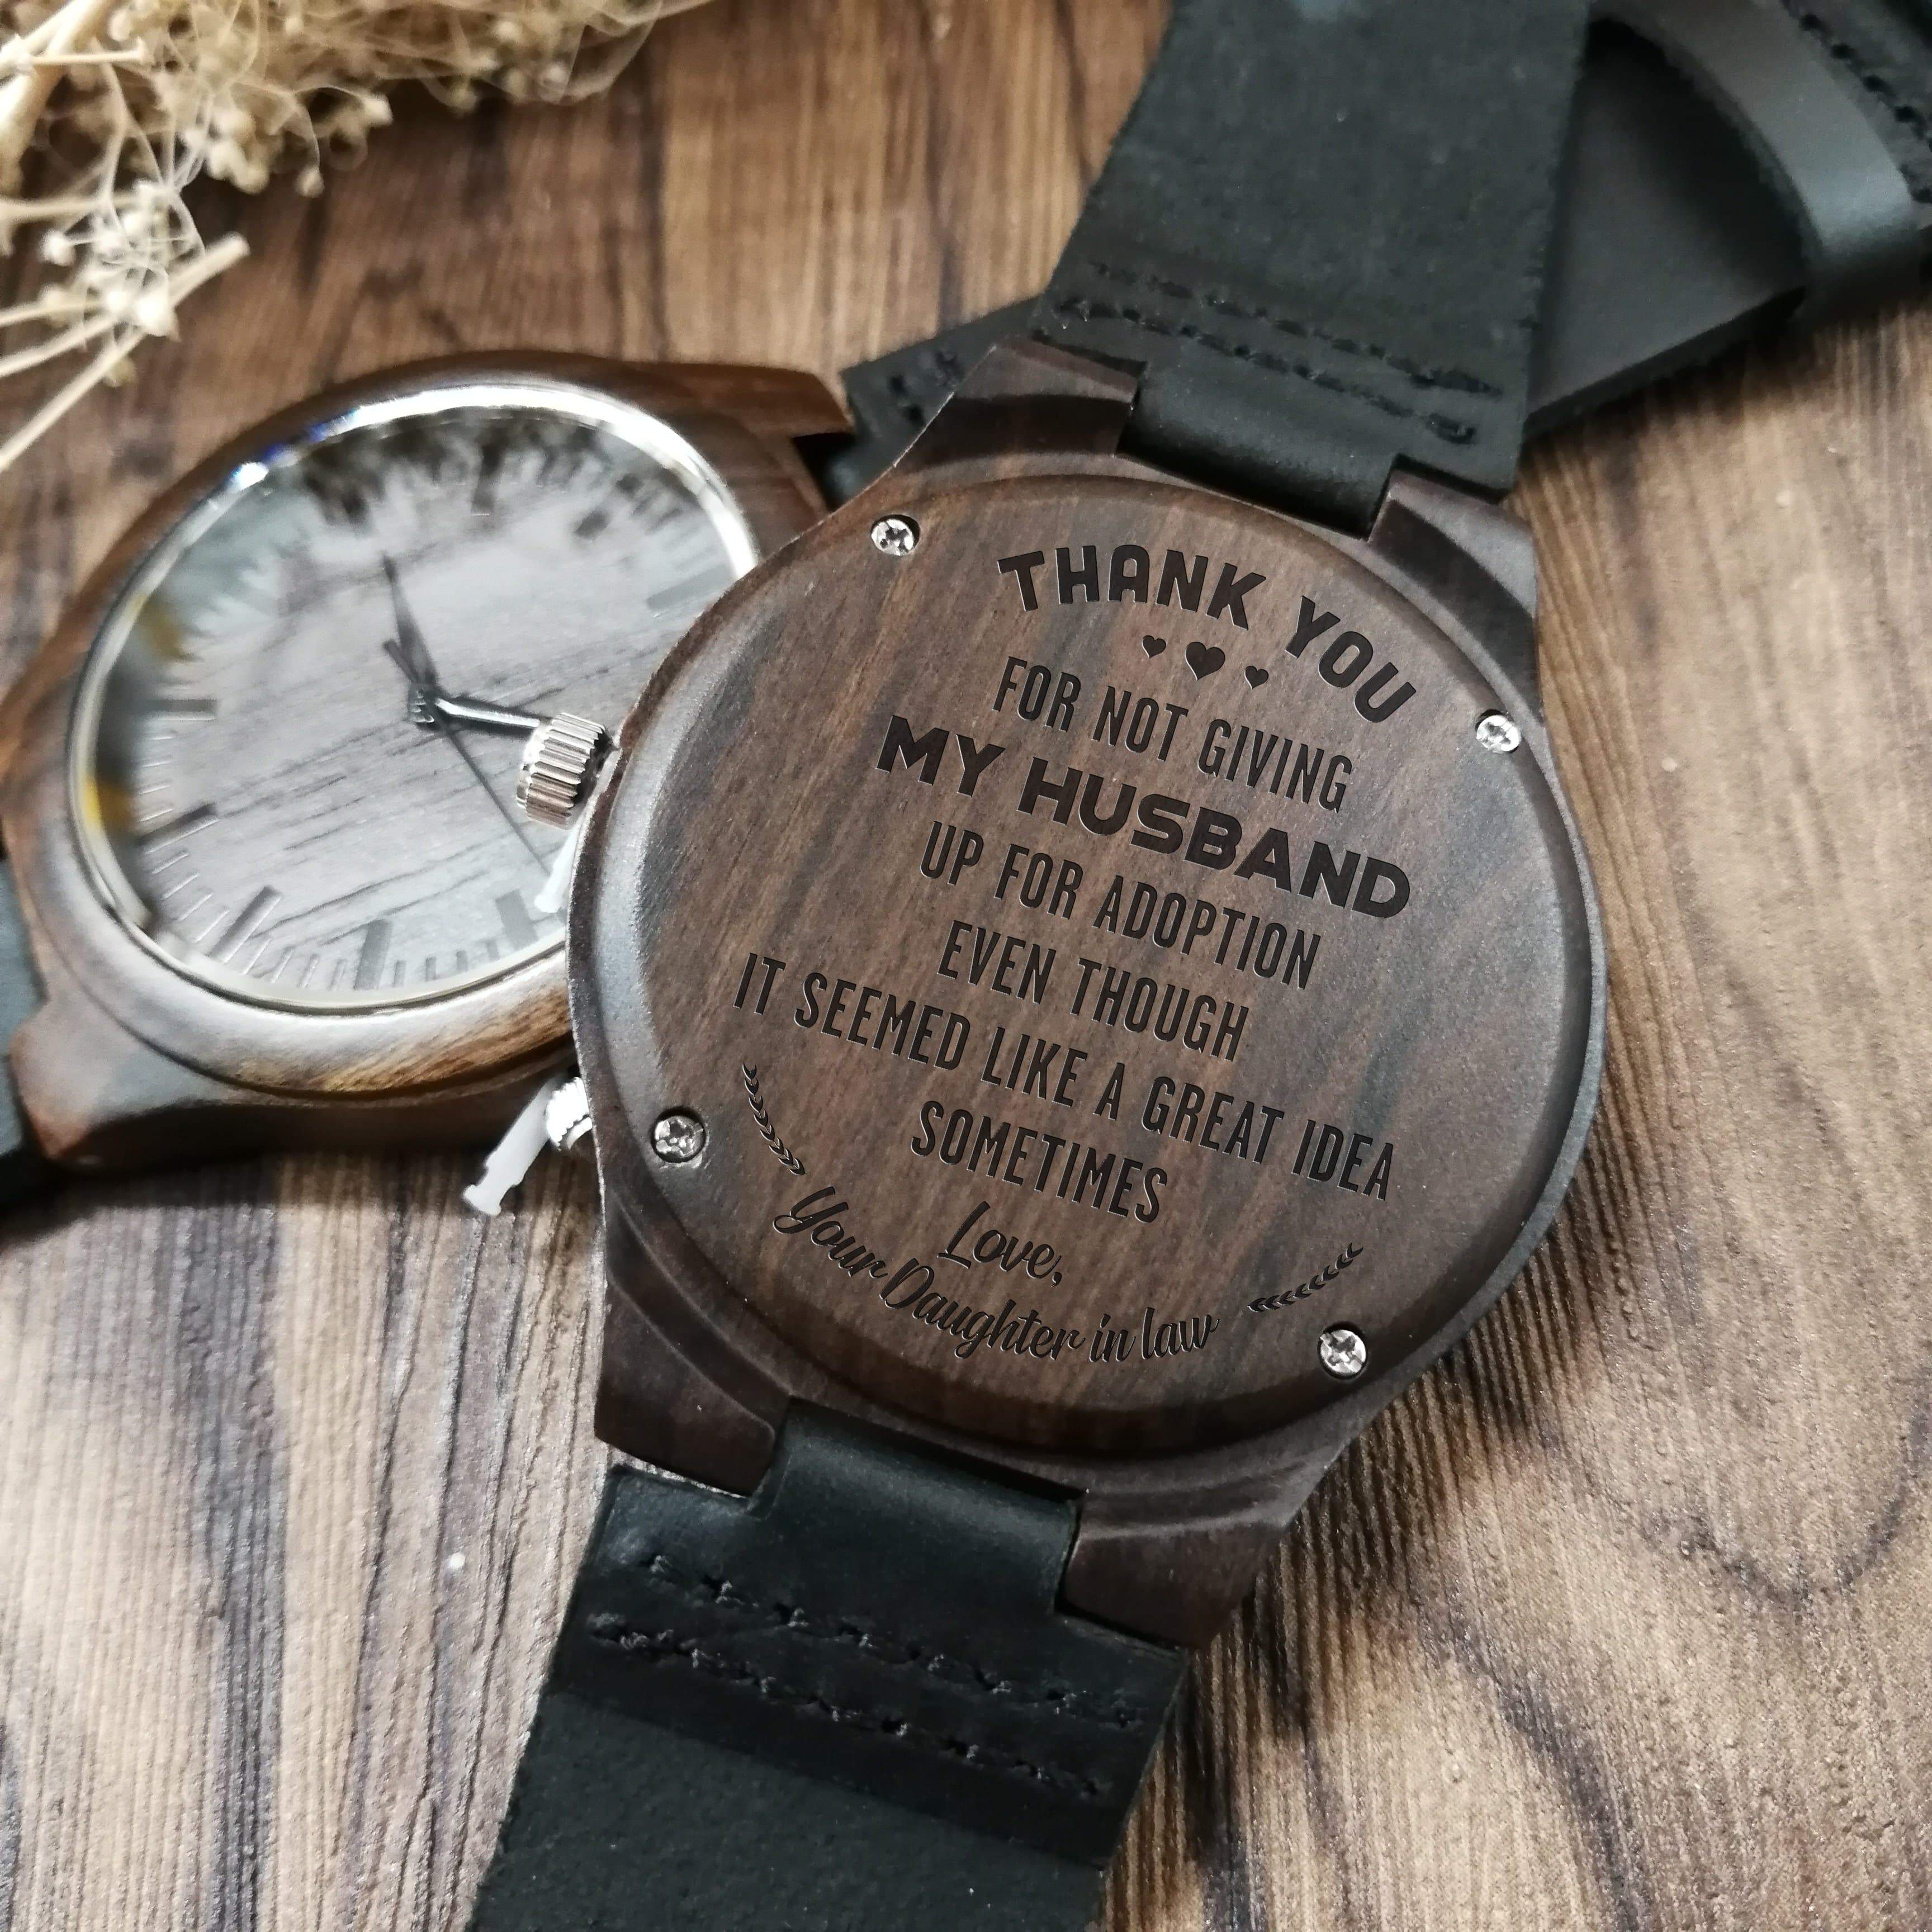 THANK YOU
FOR NOT GIVING
MY HUSBAND
UP FOR ADOPTION
EVEN THOUGH
IT SEEMED LIKE A GREAT IDEA
SOMETIMES
Love,
Your Daughter in law